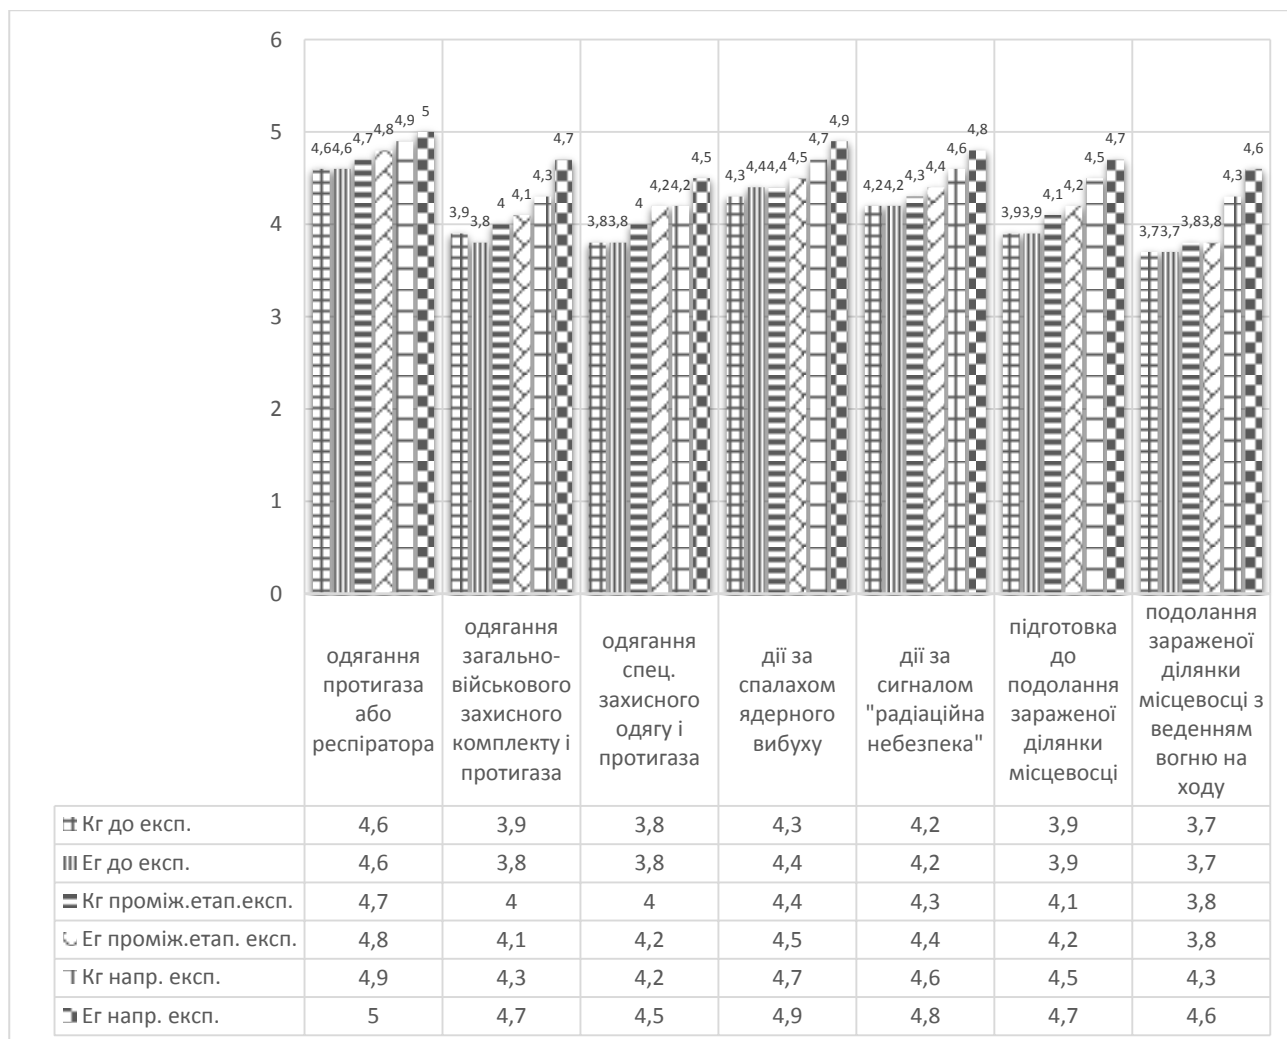 6
5
4
3
2
1
0
4,6 4,6 4,7 4,8 4,9 5
3,9 3,8 4 4,1 4,3 4,7
3,8 3,8 4 4,2 4,2 4,5
4,3 4,4 4,4 4,5 4,7 4,9
4,2 4,2 4,3 4,4 4,6 4,8
3,9 3,9 4,1 4,2 4,5 4,7
3,7 3,7 3,8 3,8 4,3 4,6
одягання
протигаза
або
респіратора
одягання
загально-
військового
захисного
комплекту і
протигаза
одягання
спец.
захисного
одягу і
протигаза
дії за
спалахом
ядерного
вибуху
дії за
сигналом
"радіаційна
небезпека"
підготовка
до
подолання
зараженої
ділянки
місцевосці
подолання
зараженої
ділянки
місцевосці з
веденням
вогню на
ходу
Кг до експ. 4,6 3,9 3,8 4,3 4,2 3,9 3,7
Ег до експ. 4,6 3,8 3,8 4,4 4,2 3,9 3,7
Кг проміж.етап.експ. 4,7 4 4 4,4 4,3 4,1 3,8
Ег проміж.етап. експ. 4,8 4,1 4,2 4,5 4,4 4,2 3,8
Кг напр. експ. 4,9 4,3 4,2 4,7 4,6 4,5 4,3
Ег напр. експ. 5 4,7 4,5 4,9 4,8 4,7 4,6